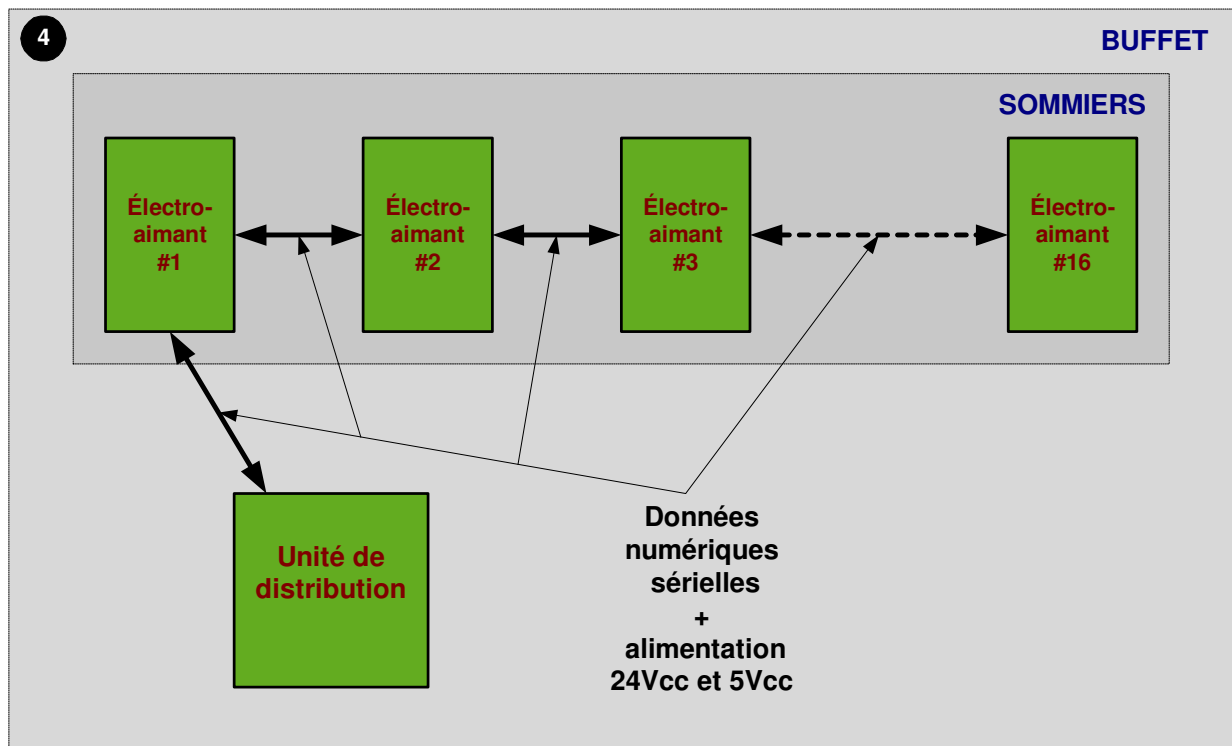 4
BUFFET
SOMMIERS
Électro-
aimant
#1
Électro-
aimant
#2
Électro-
aimant
#3
Électro-
aimant
#16
Unité de
distribution
Données
numériques
sérielles
+
alimentation
24Vcc et 5Vcc